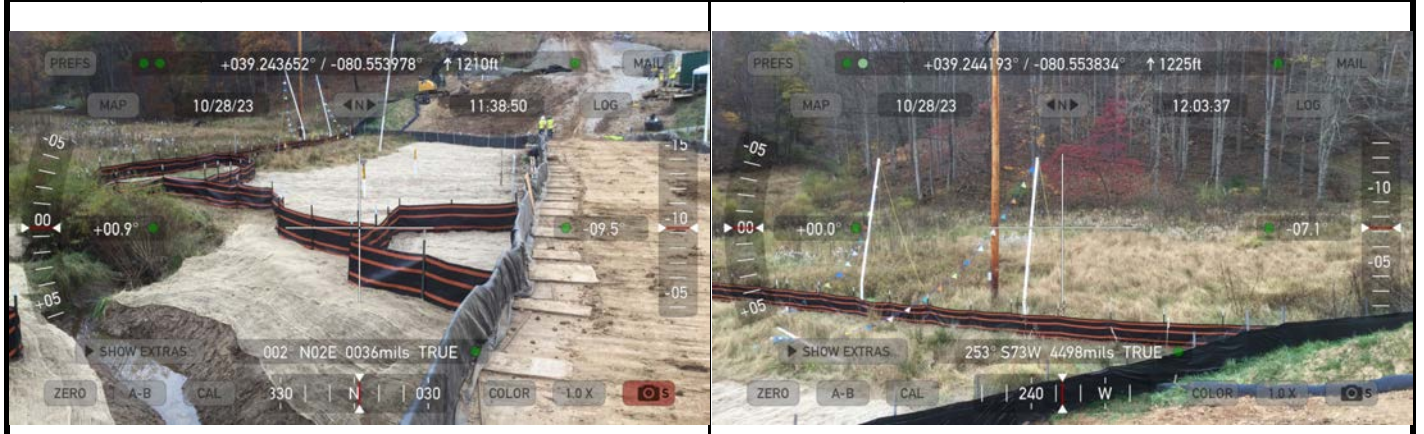 PREFS +039.243652° / -080.553978° ↑ 1210ft MAIL
MAP 10/28/23 ◀N▶ 11:38:50 LOG
-05 -15
00 +00.9° -9.5 -10
+05 -05
▶ SHOW EXTRAS 002° N02E 0036mils TRUE
ZERO A-B CAL 330 N 030 COLOR 1.0 X S
PREFS +039.244193° / -080.553834° ↑ 1225ft MAIL
MAP 10/28/23 ◀N▶ 12:03:37 LOG
-05 -10
00 +00.0° -07.1
+05 -05
▶ SHOW EXTRAS 253° S73W 4498mils TRUE
ZERO A-B CAL 240 W COLOR 1.0 X S